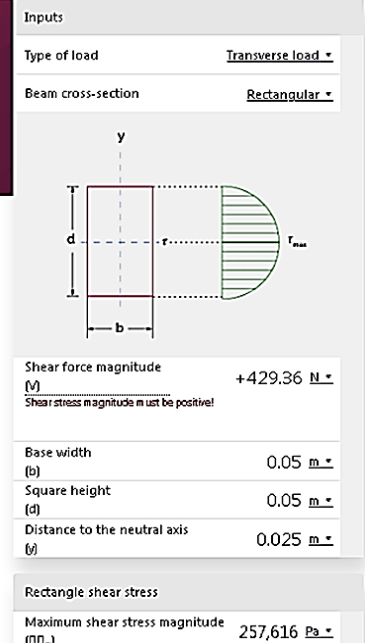 Inputs
Type of load Transverse load
Beam cross-section Rectangular
y
d
r
τmax
b
Shear force magnitude
(V) +429.36 N
Shear stress magnitude must be positive!
Base width
(b) 0.05 m
Square height
(d) 0.05 m
Distance to the neutral axis
(y) 0.025 m
Rectangle shear stress
Maximum shear stress magnitude 257,616 Pa